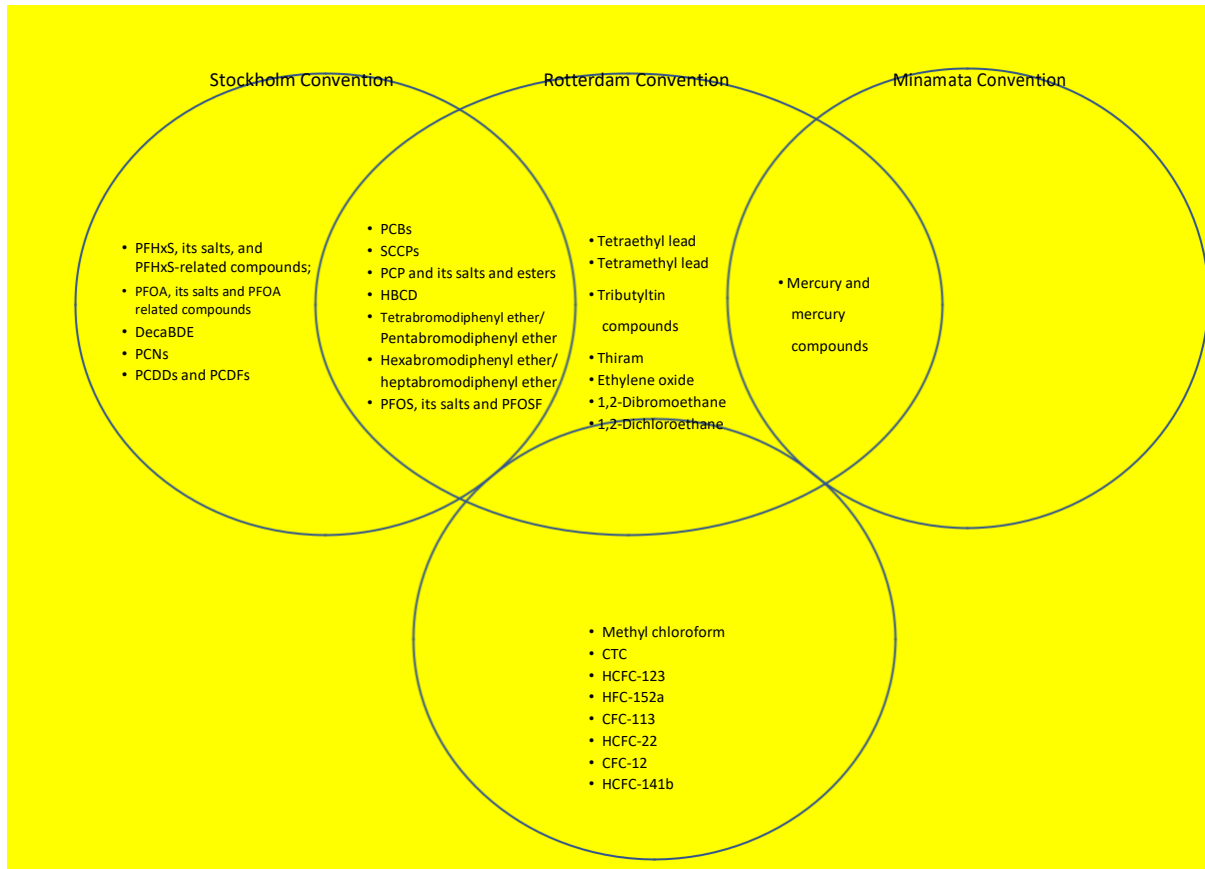 Stockholm Convention
Rotterdam Convention
Minamata Convention
• PFHxS, its salts, and
PFHxS-related compounds;
• PFOA, its salts and PFOA
related compounds
• DecaBDE
• PCNs
• PCDDs and PCDFs
• PCBs
• SCCPs
• PCP and its salts and esters
• HBCD
• Tetrabromodiphenyl ether/
Pentabromodiphenyl ether
• Hexabromodiphenyl ether/
heptabromodiphenyl ether
• PFOS, its salts and PFOSF
• Tetraethyl lead
• Tetramethyl lead
• Tributyltin
compounds
• Thiram
• Ethylene oxide
• 1,2-Dibromoethane
• 1,2-Dichloroethane
• Mercury and
mercury
compounds
• Methyl chloroform
• CTC
• HCFC-123
• HFC-152a
• CFC-113
• HCFC-22
• CFC-12
• HCFC-141b